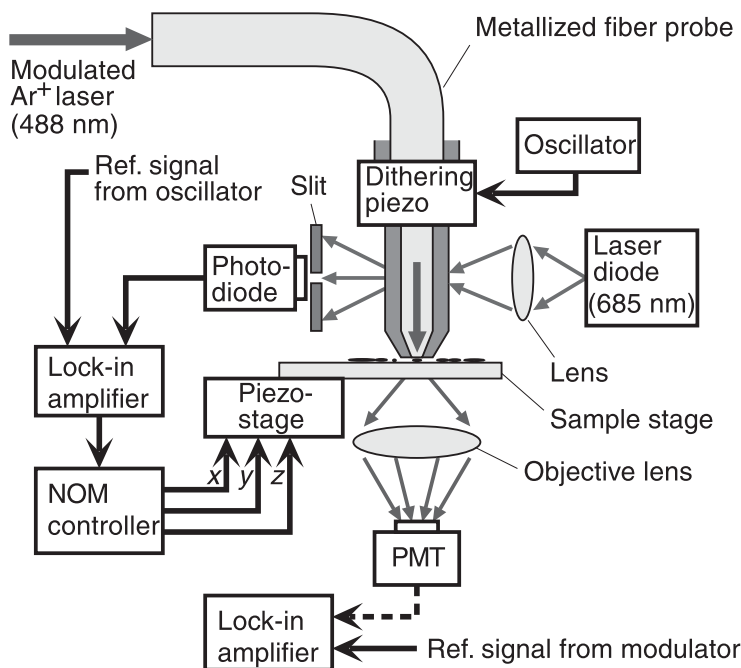 Metallized fiber probe
Modulated
Ar+ laser
(488 nm)
Oscillator
Ref. signal
from oscillator
Slit
Dithering
piezo
Photo-
diode
Laser
diode
(685 nm)
Lens
Lock-in
amplifier
Piezo-
stage
Sample stage
x y z
Objective lens
NOM
controller
PMT
Lock-in
amplifier
Ref. signal from modulator